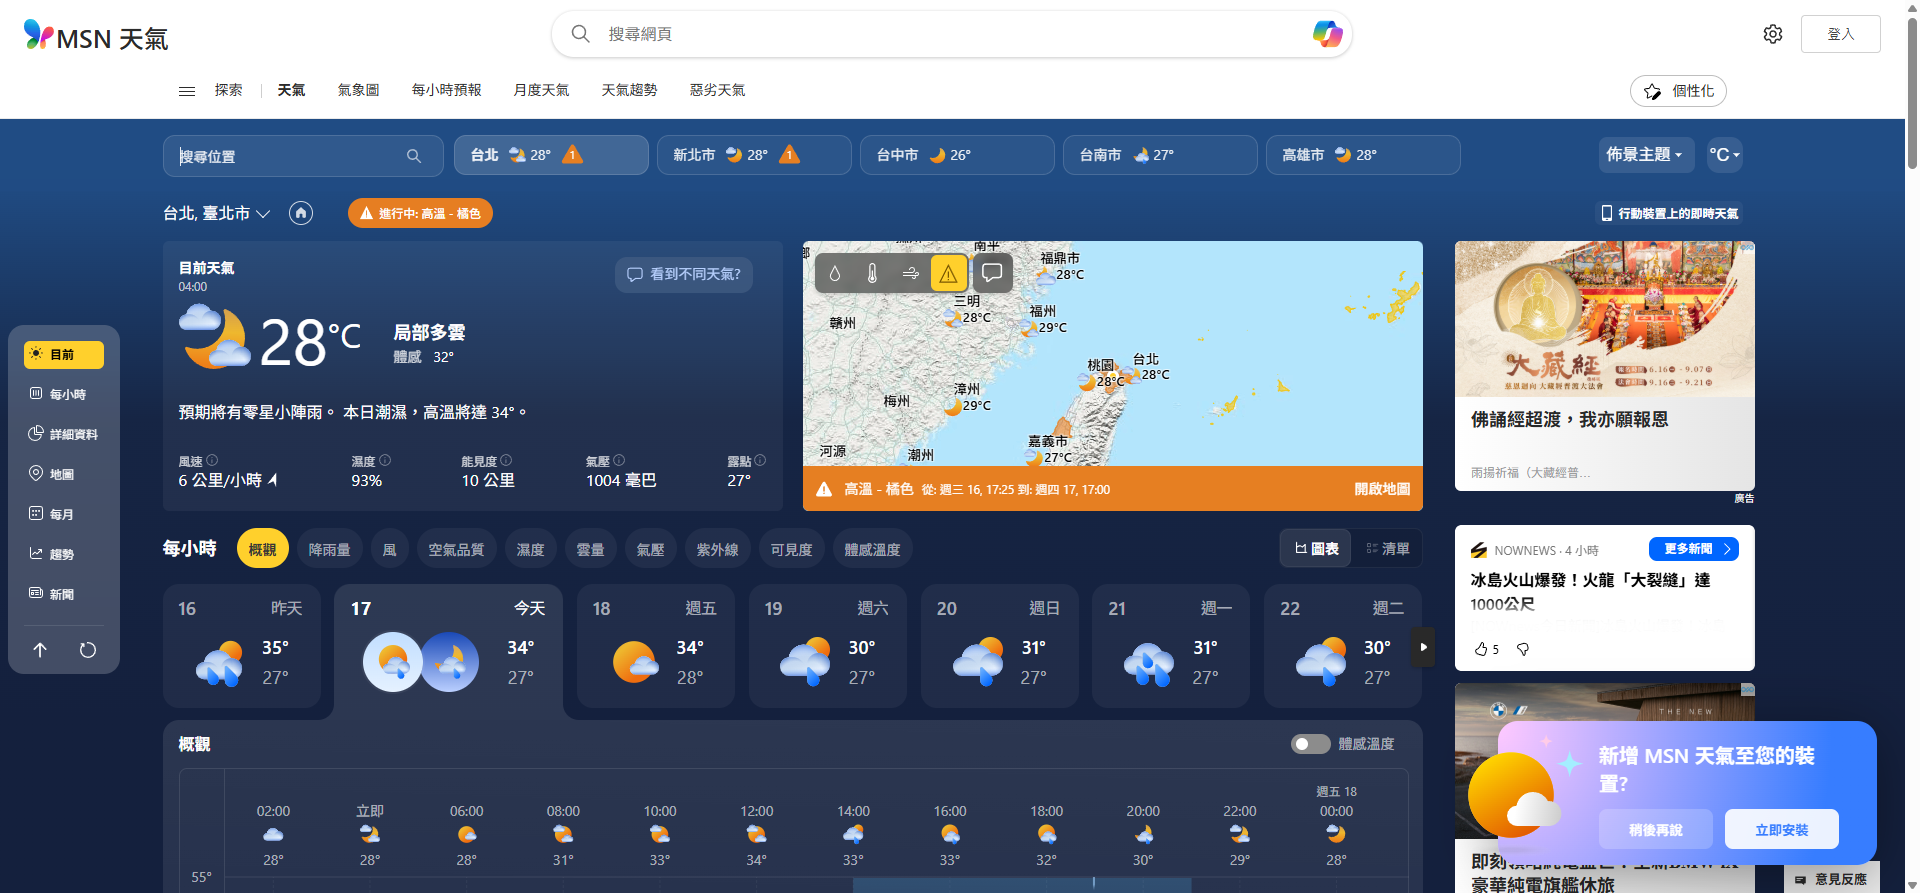 MSN 天氣
搜尋網頁
登入
探索
天氣
氣象圖
每小時預報
月度天氣
天氣趨勢
惡劣天氣
個性化
搜尋位置
台北 28° 1
新北市 28° 1
台中市 26°
台南市 27°
高雄市 28°
佈景主題
°C
台北, 臺北市
進行中: 高溫 - 橘色
行動裝置上的即時天氣
目前天氣
04:00
看到不同天氣?
28°C
局部多雲
體感 32°
預期將有零星小陣雨。 本日潮濕，高溫將達 34°。
風速
6 公里/小時
濕度
93%
能見度
10 公里
氣壓
1004 毫巴
露點
27°
南平
福鼎市
28°C
三明
28°C
福州
29°C
贛州
桃園
28°C
台北
28°C
漳州
29°C
梅州
嘉義市
27°C
河源
潮州
高溫 - 橘色 從: 週三 16, 17:25 到: 週四 17, 17:00
開啟地圖
目前
每小時
詳細資料
地圖
每月
趨勢
新聞
每小時
概觀
降雨量
風
空氣品質
濕度
雲量
氣壓
紫外線
可見度
體感溫度
圖表
清單
16 昨天
35°
27°
17 今天
34°
27°
18 週五
34°
28°
19 週六
30°
27°
20 週日
31°
27°
21 週一
31°
27°
22 週二
30°
27°
概觀
體感溫度
週五 18
02:00 立即 06:00 08:00 10:00 12:00 14:00 16:00 18:00 20:00 22:00 00:00
28° 28° 28° 31° 33° 34° 33° 33° 32° 30° 29° 28°
55°
大藏經
6.16
9.07
9.16
9.21
佛誦經超渡，我亦願報恩
雨揚祈福（大藏經普...
廣告
NOWNEWS · 4 小時
更多新聞
冰島火山爆發！火龍「大裂縫」達
1000公尺
5
THE NEW
新增 MSN 天氣至您的裝
置?
稍後再說
立即安裝
豪華純電旗艦休旅
意見反應